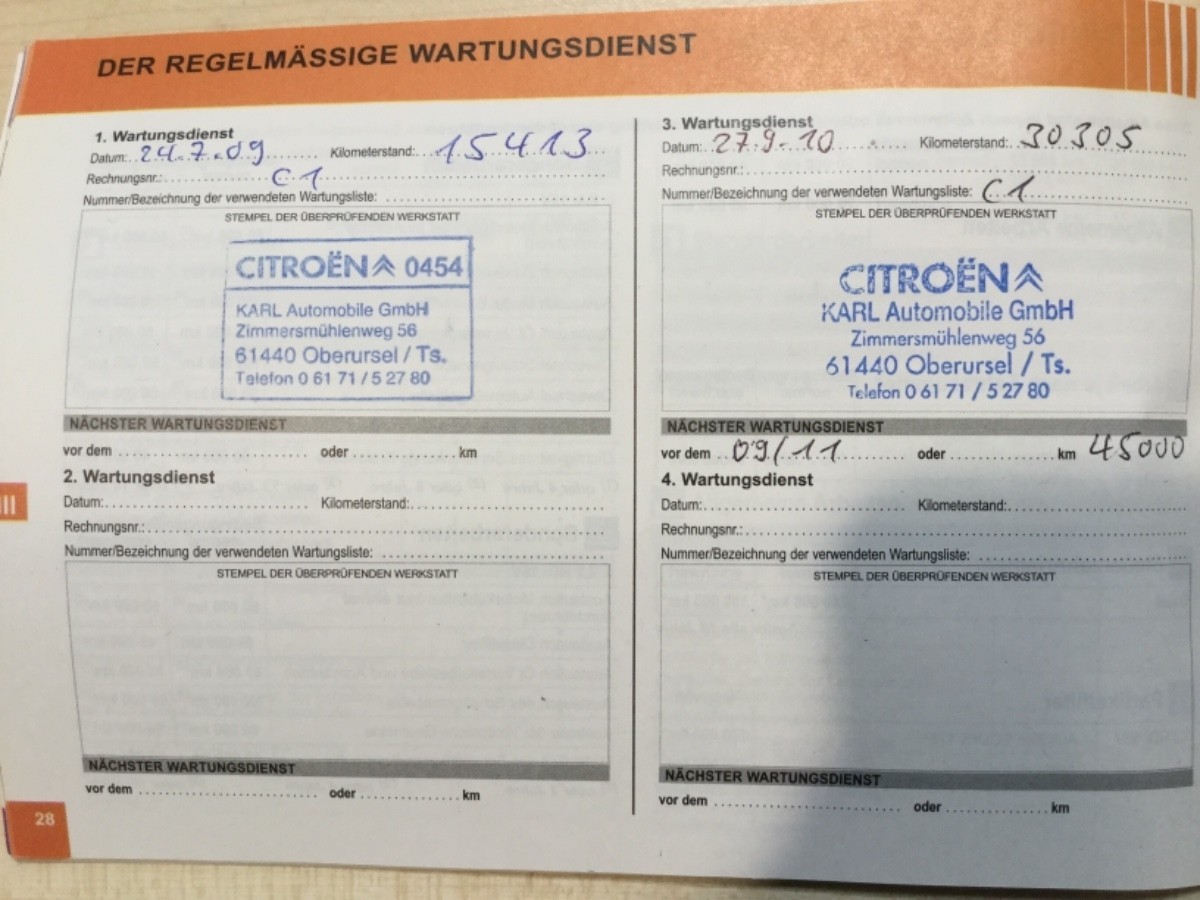 DER REGELMÄSSIGE WARTUNGSDIENST
1. Wartungsdienst
Datum: 24.7.09 Kilometerstand: 15413
Rechnungsnr.: C1
Nummer/Bezeichnung der verwendeten Wartungsliste:
STEMPEL DER ÜBERPRÜFENDEN WERKSTATT
CITROËN 0454
KARL Automobile GmbH
Zimmersmühlenweg 56
61440 Oberursel / Ts.
Telefon 0 61 71 / 5 27 80
NÄCHSTER WARTUNGSDIENST
vor dem oder km
2. Wartungsdienst
Datum: Kilometerstand:
Rechnungsnr.:
Nummer/Bezeichnung der verwendeten Wartungsliste:
STEMPEL DER ÜBERPRÜFENDEN WERKSTATT
NÄCHSTER WARTUNGSDIENST
vor dem oder km
3. Wartungsdienst
Datum: 27.9.10 Kilometerstand: 30305
Rechnungsnr.:
Nummer/Bezeichnung der verwendeten Wartungsliste: C1
STEMPEL DER ÜBERPRÜFENDEN WERKSTATT
CITROËN
KARL Automobile GmbH
Zimmersmühlenweg 56
61440 Oberursel / Ts.
Telefon 0 61 71 / 5 27 80
NÄCHSTER WARTUNGSDIENST
vor dem 09/11 oder km 45000
4. Wartungsdienst
Datum: Kilometerstand:
Rechnungsnr.:
Nummer/Bezeichnung der verwendeten Wartungsliste:
STEMPEL DER ÜBERPRÜFENDEN WERKSTATT
NÄCHSTER WARTUNGSDIENST
vor dem oder km
III
28